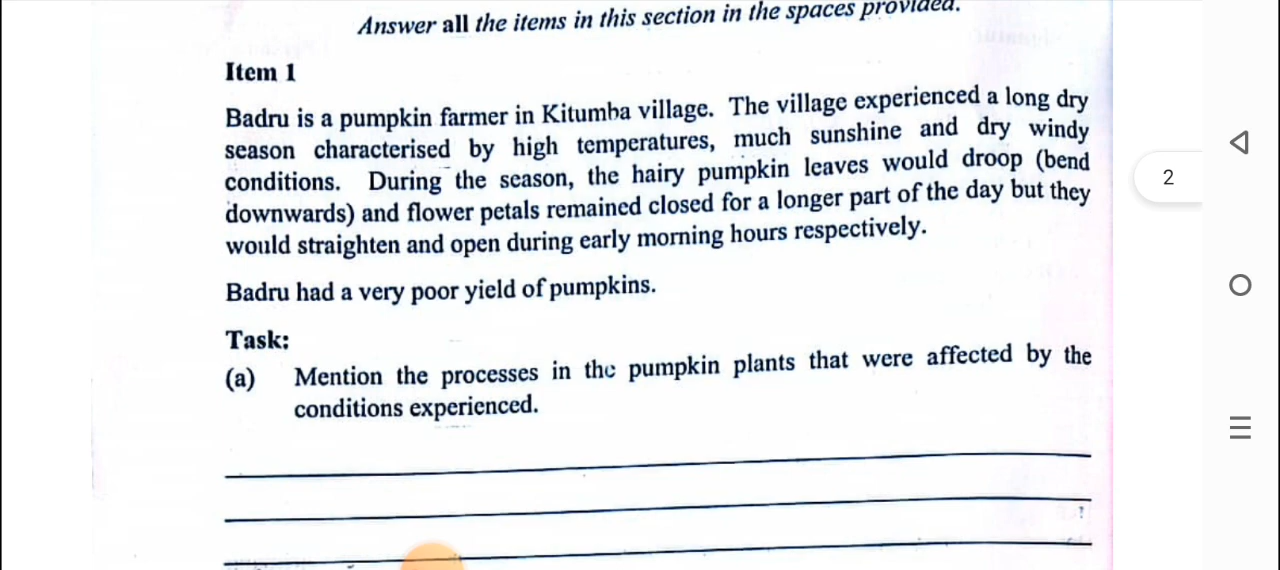 Answer all the items in this section in the spaces provided.
Item 1
Badru is a pumpkin farmer in Kitumba village. The village experienced a long dry
season characterised by high temperatures, much sunshine and dry windy
conditions. During the season, the hairy pumpkin leaves would droop (bend
downwards) and flower petals remained closed for a longer part of the day but they
would straighten and open during early morning hours respectively.
Badru had a very poor yield of pumpkins.
Task:
(a) Mention the processes in the pumpkin plants that were affected by the
conditions experienced.
2